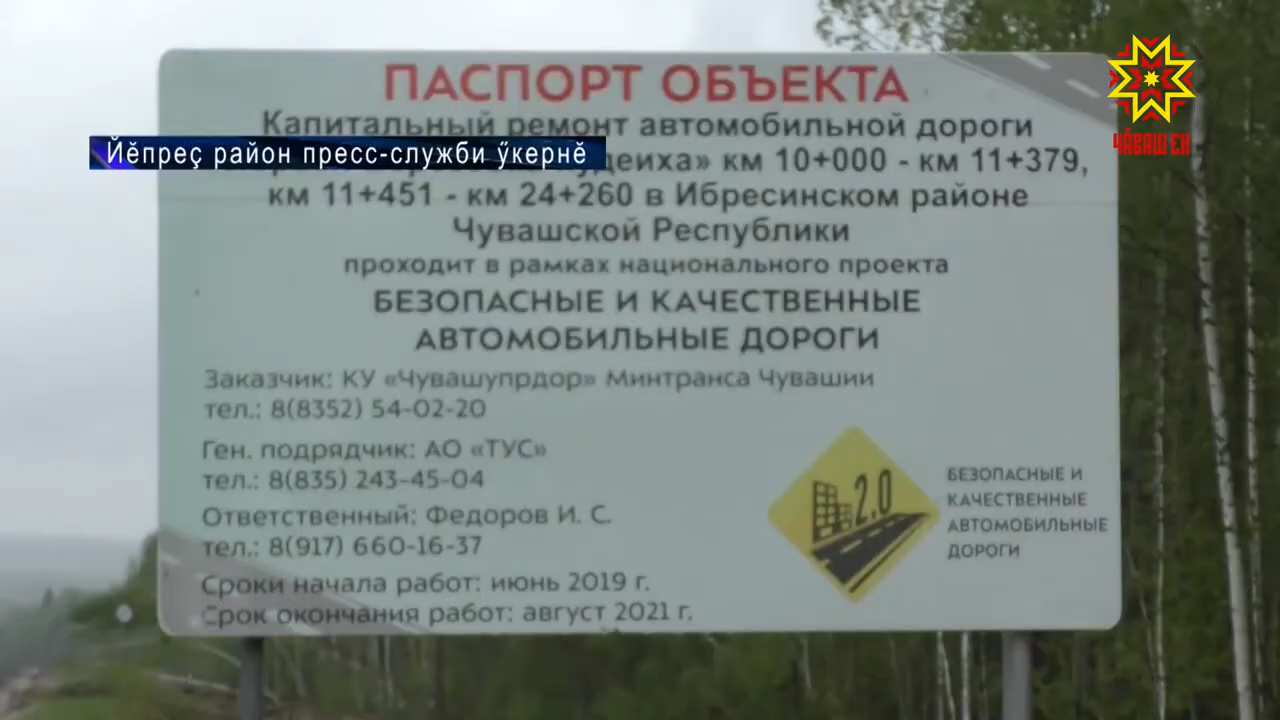 ПАСПОРТ ОБЪЕКТА
Капитальный ремонт автомобильной дороги
Йӗпреҫ район пресс-служби ӳкернӗ
км 10+000 - км 11+379,
км 11+451 - км 24+260 в Ибресинском районе
Чувашской Республики
проходит в рамках национального проекта
БЕЗОПАСНЫЕ И КАЧЕСТВЕННЫЕ
АВТОМОБИЛЬНЫЕ ДОРОГИ
Заказчик: КУ «Чувашупрдор» Минтранса Чувашии
тел.: 8(8352) 54-02-20
Ген. подрядчик: АО «ТУС»
тел.: 8(835) 243-45-04
Ответственный: Федоров И. С.
тел.: 8(917) 660-16-37
Сроки начала работ: июнь 2019 г.
Срок окончания работ: август 2021 г.
2.0
БЕЗОПАСНЫЕ И
КАЧЕСТВЕННЫЕ
АВТОМОБИЛЬНЫЕ
ДОРОГИ
ЧӐВАШ ЕН